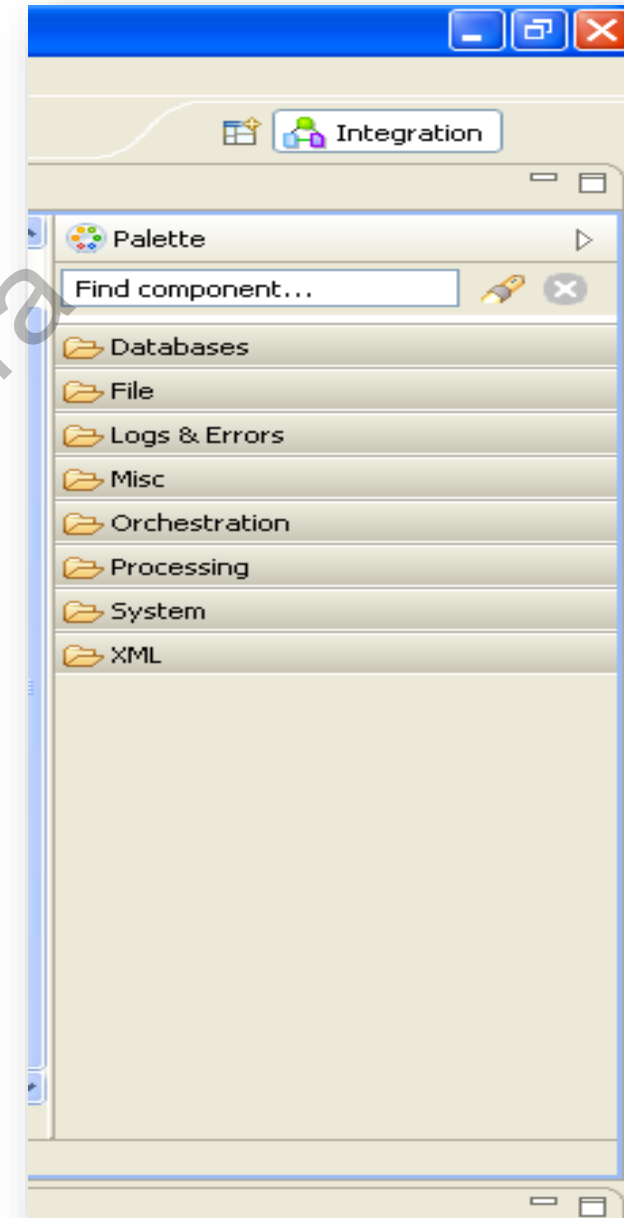 Integration
Palette
Find component...
Databases
File
Logs & Errors
Misc
Orchestration
Processing
System
XML